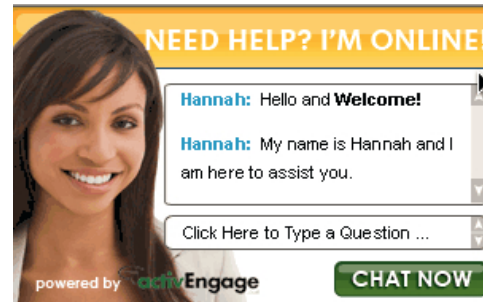 NEED HELP? I'M ONLINE!
Hannah: Hello and Welcome!
Hannah: My name is Hannah and I
am here to assist you.
Click Here to Type a Question ...
powered by activEngage
CHAT NOW